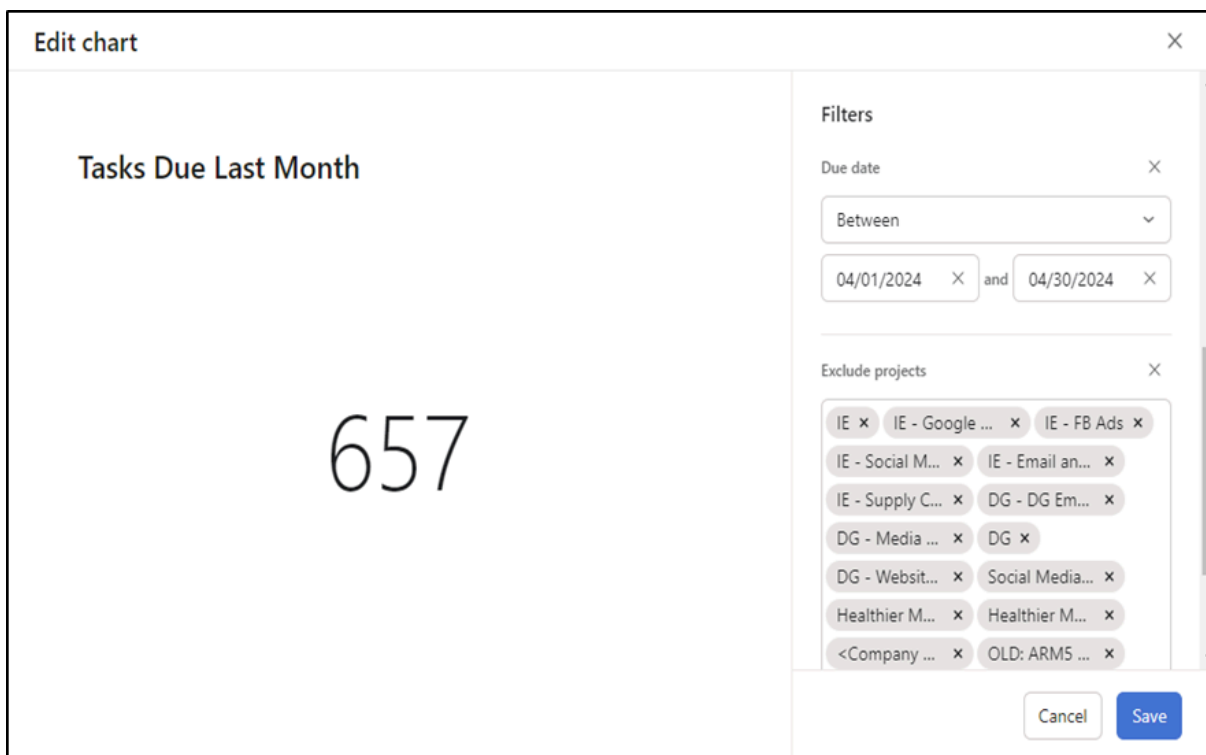 Edit chart
Tasks Due Last Month
657
Filters
Due date
Between
04/01/2024 and 04/30/2024
Exclude projects
IE IE - Google ... IE - FB Ads
IE - Social M... IE - Email an...
IE - Supply C... DG - DG Em...
DG - Media ... DG
DG - Websit... Social Media...
Healthier M... Healthier M...
<Company ... OLD: ARM5 ...
Cancel Save